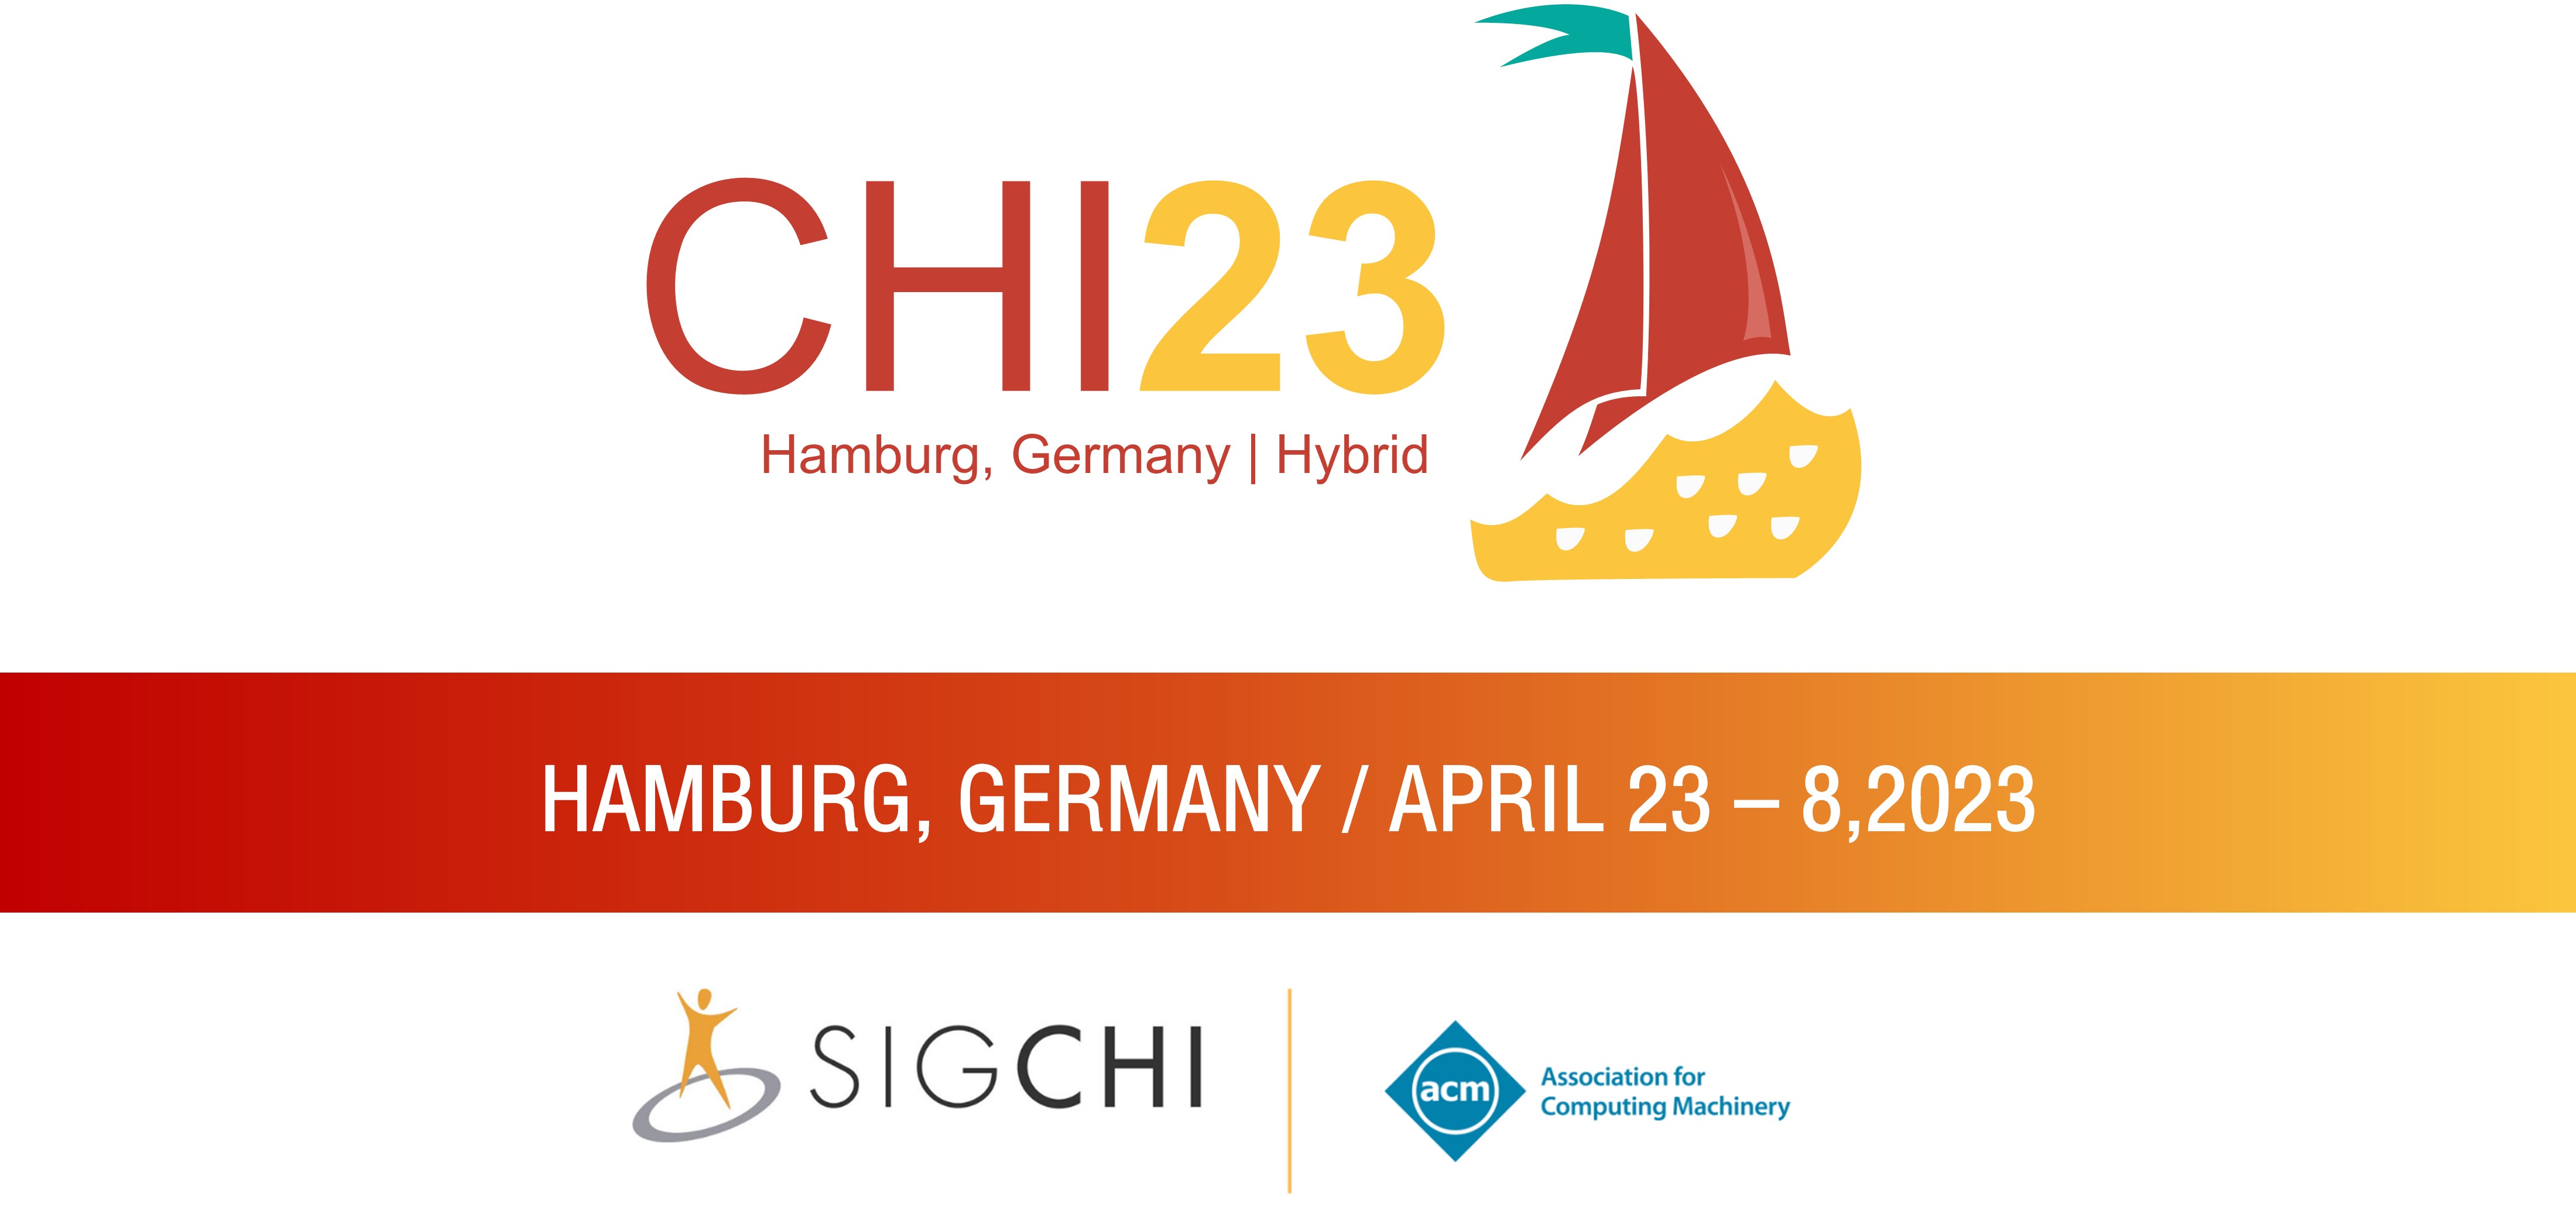 CHI23
Hamburg, Germany | Hybrid
HAMBURG, GERMANY / APRIL 23 – 8,2023
SIGCHI
acm
Association for
Computing Machinery